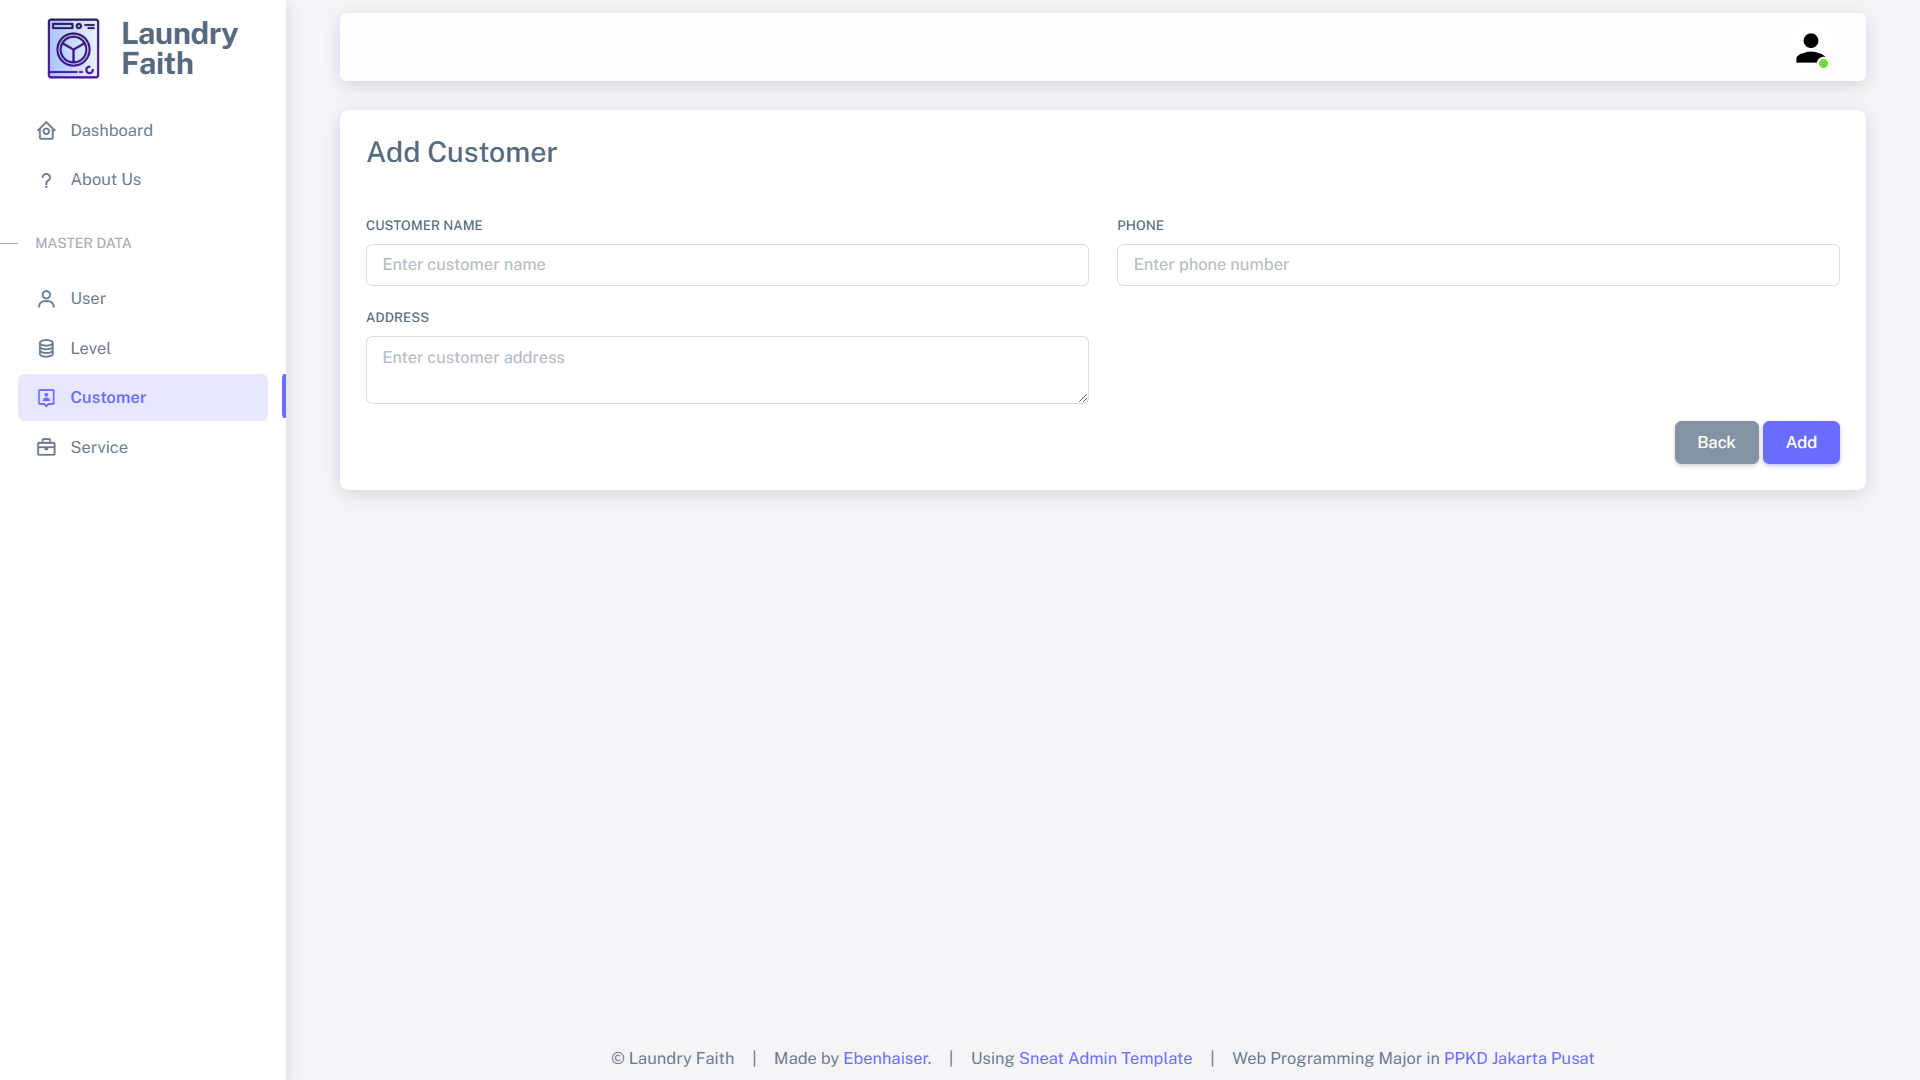 Laundry
Faith
Dashboard
About Us
MASTER DATA
User
Level
Customer
Service
Add Customer
CUSTOMER NAME
Enter customer name
PHONE
Enter phone number
ADDRESS
Enter customer address
Back
Add
© Laundry Faith | Made by Ebenhaiser. | Using Sneat Admin Template | Web Programming Major in PPKD Jakarta Pusat